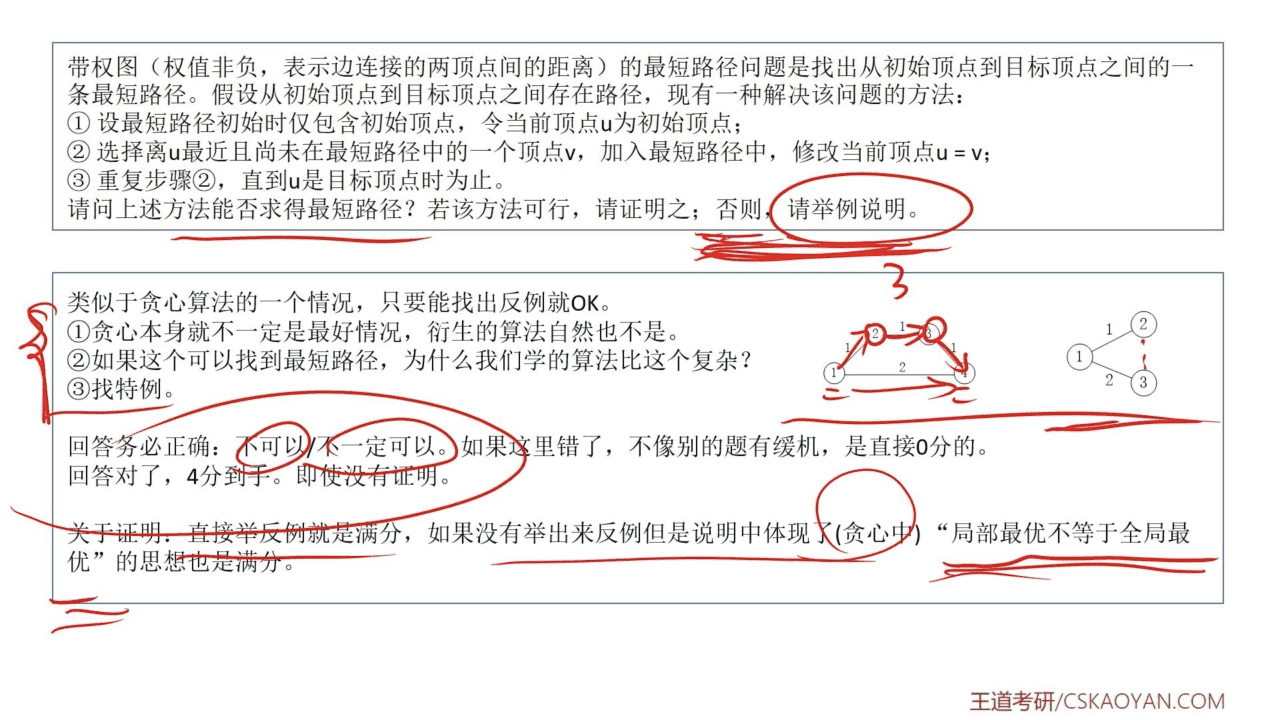 带权图（权值非负，表示边连接的两顶点间的距离）的最短路径问题是找出从初始顶点到目标顶点之间的一
条最短路径。假设从初始顶点到目标顶点之间存在路径，现有一种解决该问题的方法：
① 设最短路径初始时仅包含初始顶点，令当前顶点u为初始顶点；
② 选择离u最近且尚未在最短路径中的一个顶点v，加入最短路径中，修改当前顶点u = v；
③ 重复步骤②，直到u是目标顶点时为止。
请问上述方法能否求得最短路径？若该方法可行，请证明之；否则，请举例说明。
3
类似于贪心算法的一个情况，只要能找出反例就OK。
①贪心本身就不一定是最好情况，衍生的算法自然也不是。
②如果这个可以找到最短路径，为什么我们学的算法比这个复杂？
③找特例。
2 1 3
1 1
1 2 4
1 2
1
2 3
回答务必正确：不可以/不一定可以。如果这里错了，不像别的题有缓机，是直接0分的。
回答对了，4分到手。即使没有证明。
关于证明：直接举反例就是满分，如果没有举出来反例但是说明中体现了(贪心中)“局部最优不等于全局最
优”的思想也是满分。
王道考研/CSKAOYAN.COM